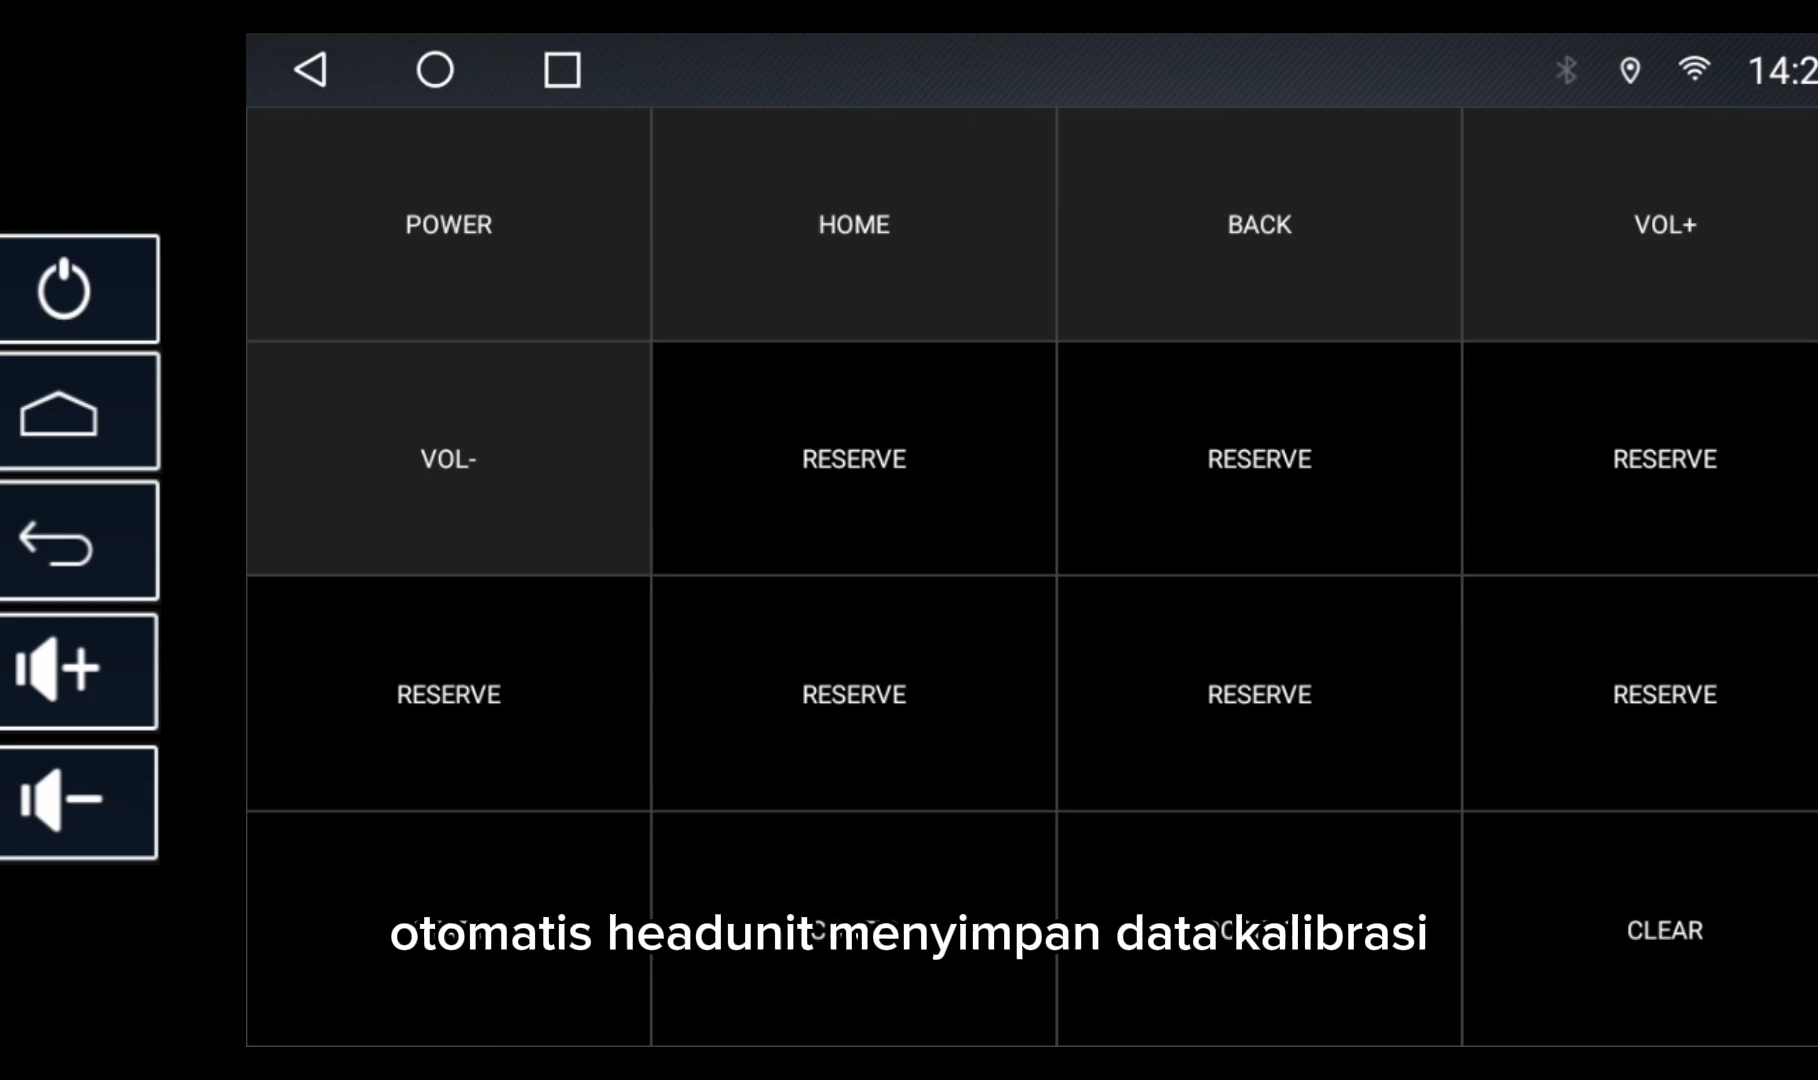 14:2
POWER HOME BACK VOL+
VOL- RESERVE RESERVE RESERVE
RESERVE RESERVE RESERVE RESERVE
otomatis headunit menyimpan data kalibrasi
CLEAR